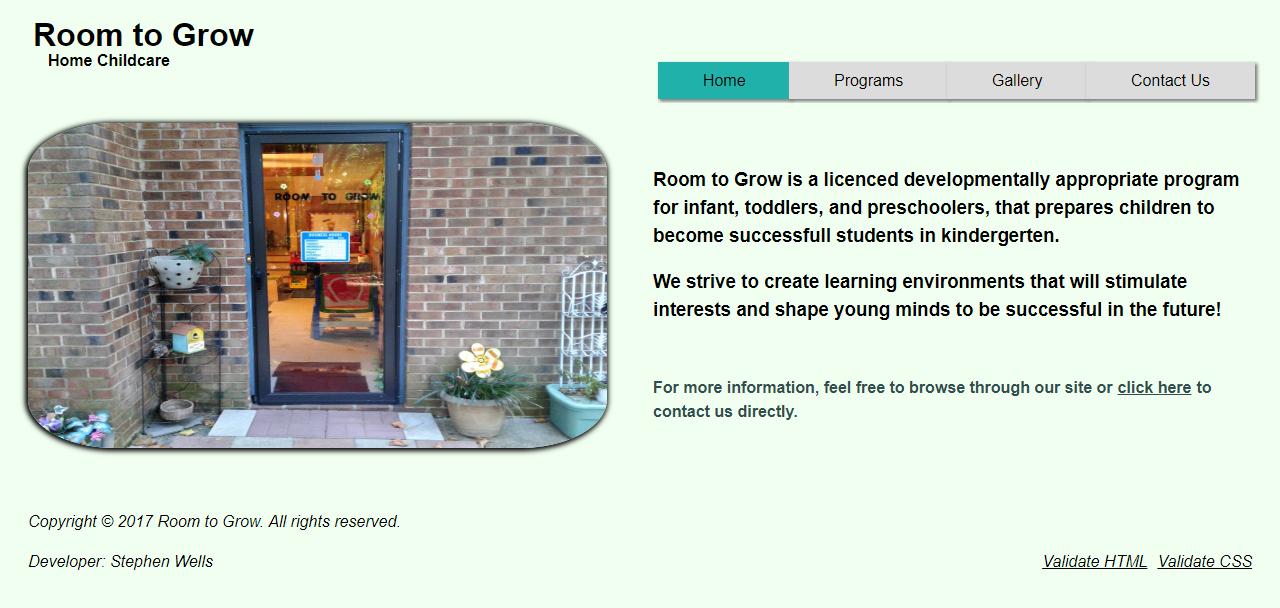 Room to Grow
Home Childcare
Home Programs Gallery Contact Us
ROOM TO GROW
BUSINESS HOURS
Room to Grow is a licenced developmentally appropriate program
for infant, toddlers, and preschoolers, that prepares children to
become successfull students in kindergerten.
We strive to create learning environments that will stimulate
interests and shape young minds to be successful in the future!
For more information, feel free to browse through our site or click here to
contact us directly.
Copyright © 2017 Room to Grow. All rights reserved.
Developer: Stephen Wells
Validate HTML Validate CSS